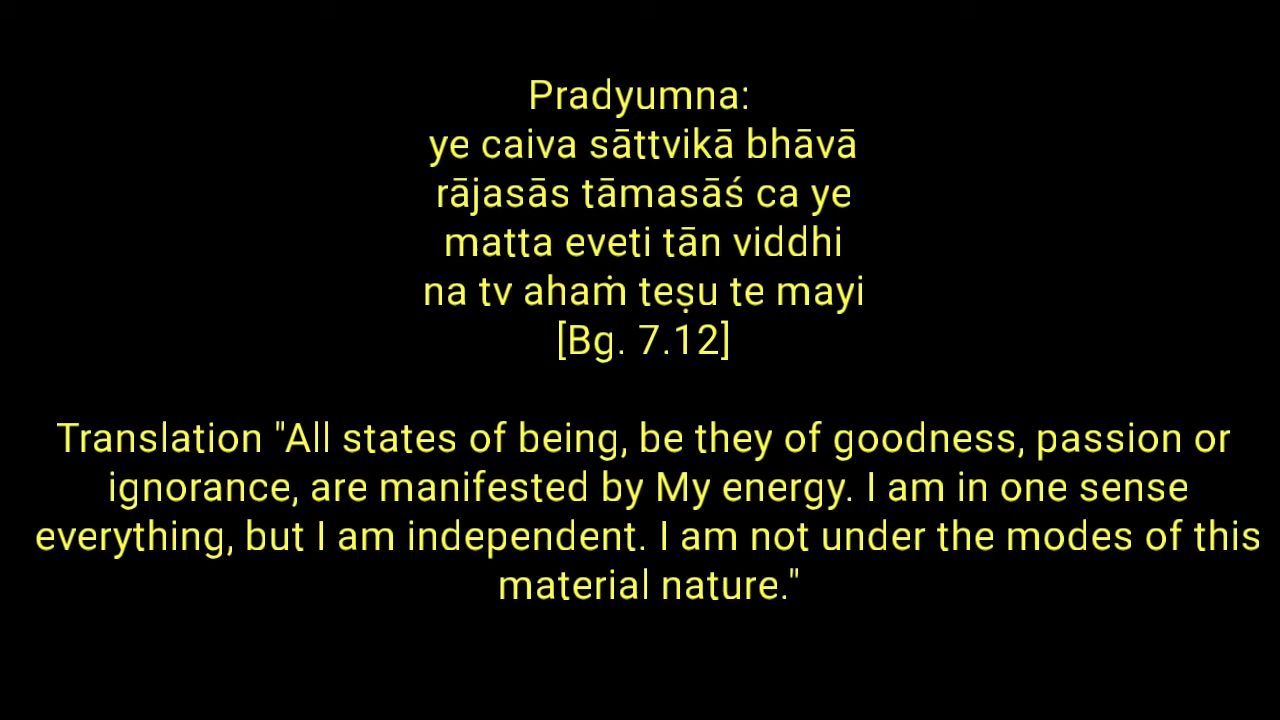 Pradyumna:
ye caiva sāttvikā bhāvā
rājasās tāmasāś ca ye
matta eveti tān viddhi
na tv ahaṁ teṣu te mayi
[Bg. 7.12]
Translation "All states of being, be they of goodness, passion or
ignorance, are manifested by My energy. I am in one sense
everything, but I am independent. I am not under the modes of this
material nature."